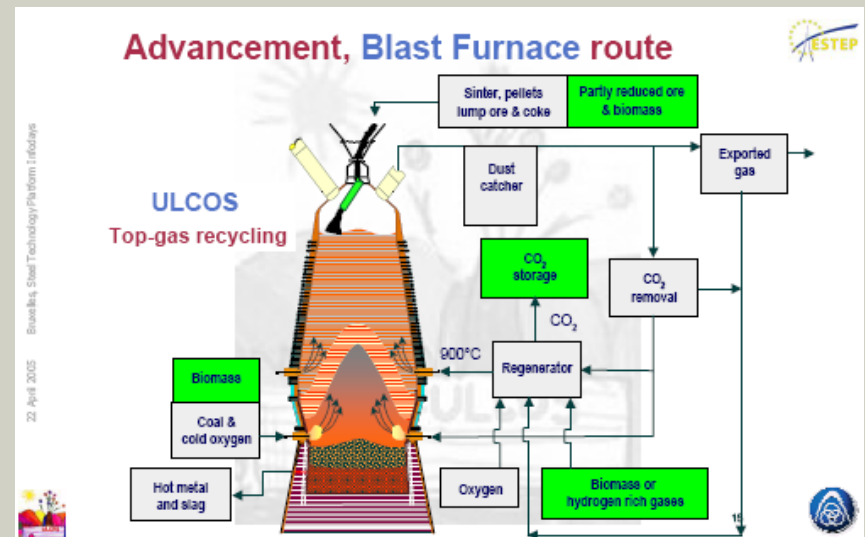 Advancement, Blast Furnace route
ESTEP
22 April 2005 Bruxelles, Steel Technology Platform Infodays
ULCOS
Top-gas recycling
Sinter, pellets
lump ore & coke
Partly reduced ore
& biomass
Dust
catcher
Exported
gas
CO2
storage
CO2
removal
CO2
900°C
Regenerator
Biomass
Coal &
cold oxygen
Hot metal
and slag
Oxygen
Biomass or
hydrogen rich gases